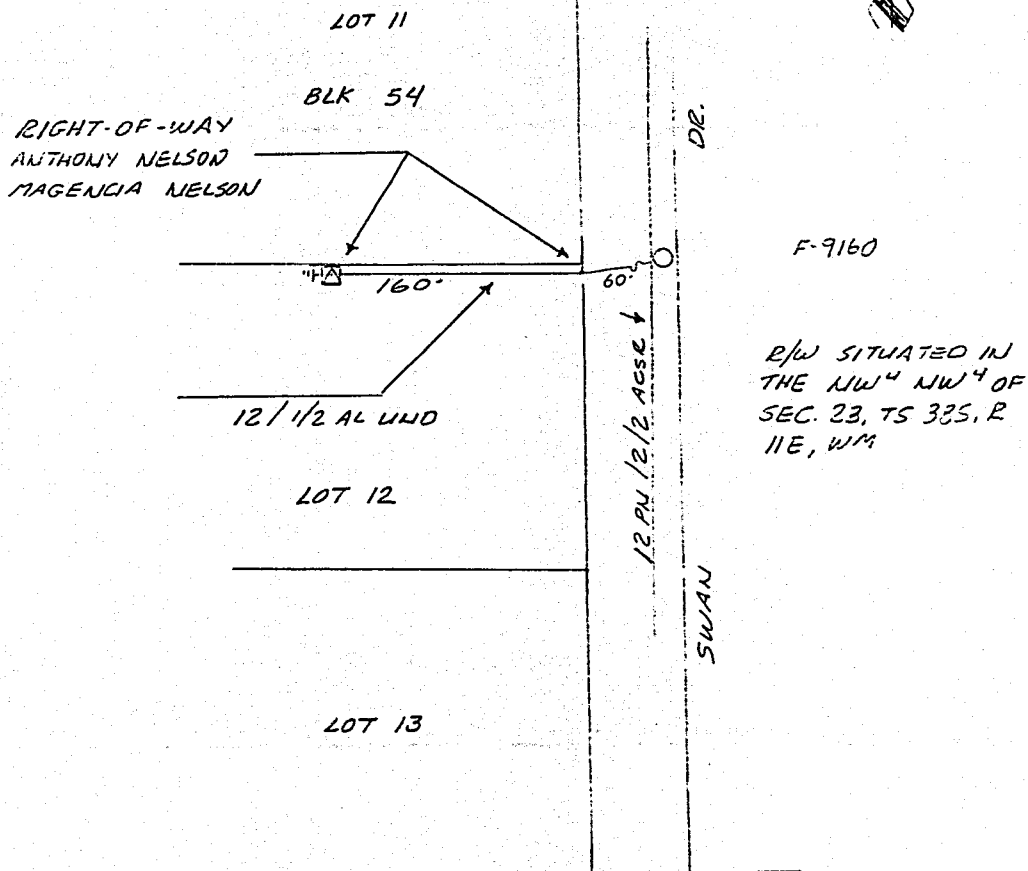 LOT 11
BLK 54
RIGHT-OF-WAY
ANTHONY NELSON
MAGENCIA NELSON
DR.
F-9160
160'
60'
R/W SITUATED IN
THE NW 4 NW 4 OF
SEC. 23, TS 33S, R
11E, WM
12 / 1/2 AL UND
12 PN / 2/2 ACSR
LOT 12
SWAN
LOT 13